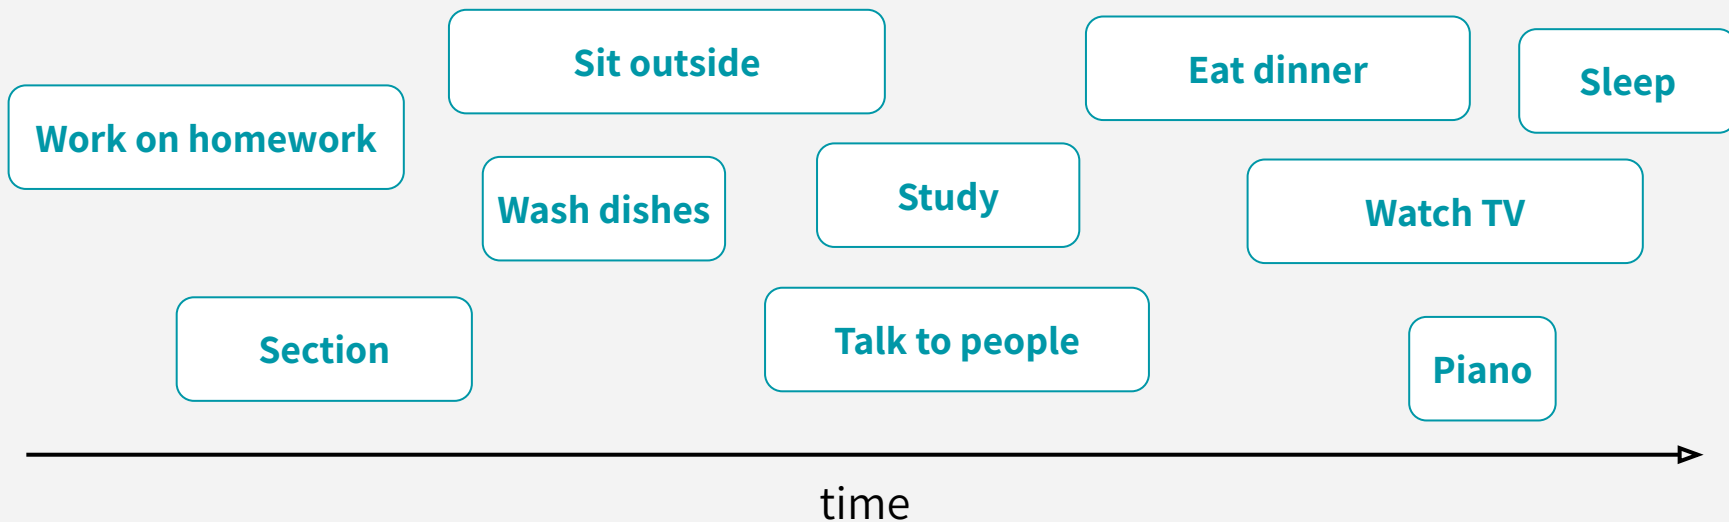 Sit outside
Eat dinner
Sleep
Work on homework
Wash dishes
Study
Watch TV
Section
Talk to people
Piano
time